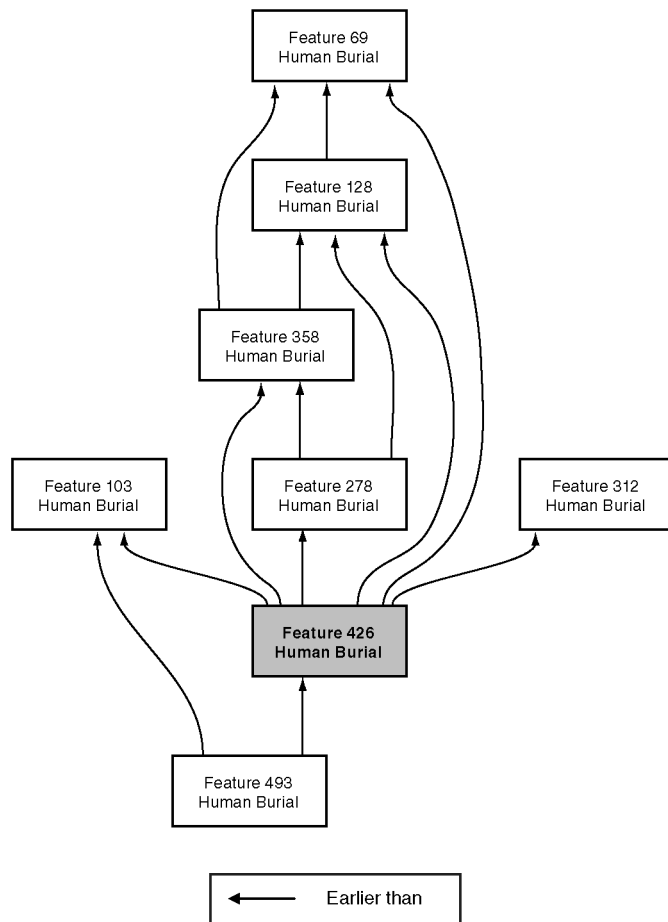 Feature 69
Human Burial
Feature 128
Human Burial
Feature 358
Human Burial
Feature 103
Human Burial
Feature 278
Human Burial
Feature 312
Human Burial
Feature 426
Human Burial
Feature 493
Human Burial
Earlier than